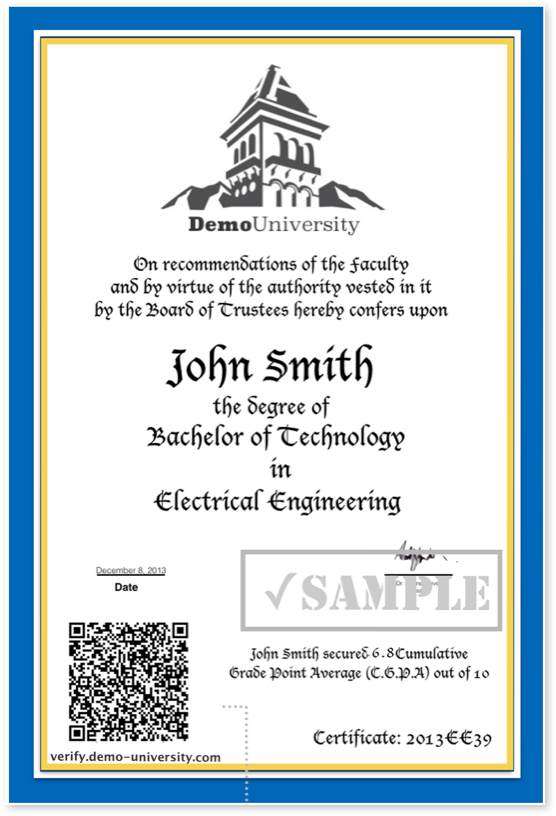 DemoUniversity
On recommendations of the Faculty
and by virtue of the authority vested in it
by the Board of Trustees hereby confers upon
John Smith
the degree of
Bachelor of Technology
in
Electrical Engineering
December 8, 2013
Date
SAMPLE
John Smith secured 6.8Cumulative
Grade Point Average (C.G.P.A) out of 10
Certificate: 2013EE39
verify.demo-university.com